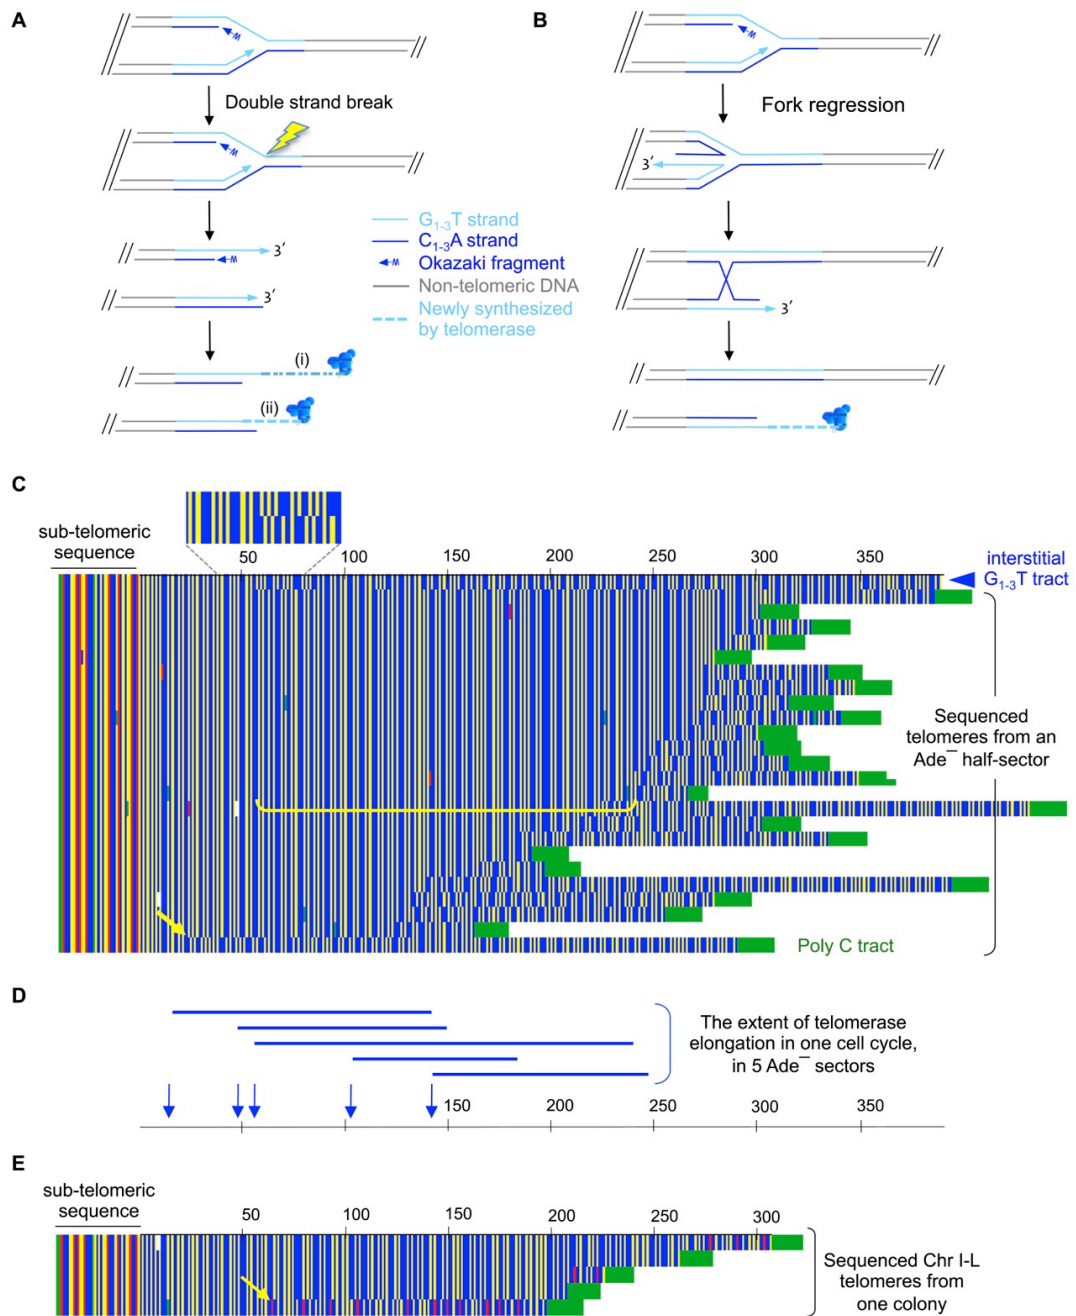 A
B
Double strand break
Fork regression
3′
G1-3T strand
C1-3A strand
Okazaki fragment
Non-telomeric DNA
Newly synthesized
by telomerase
3′
3′
3′
(i)
(ii)
C
sub-telomeric
sequence
50 100 150 200 250 300 350
interstitial
G1-3T tract
Sequenced
telomeres from an
Ade¯ half-sector
Poly C tract
D
The extent of telomerase
elongation in one cell cycle,
in 5 Ade¯ sectors
150 200 250 300 350
E
sub-telomeric
sequence
50 100 150 200 250 300
Sequenced Chr I-L
telomeres from
one colony